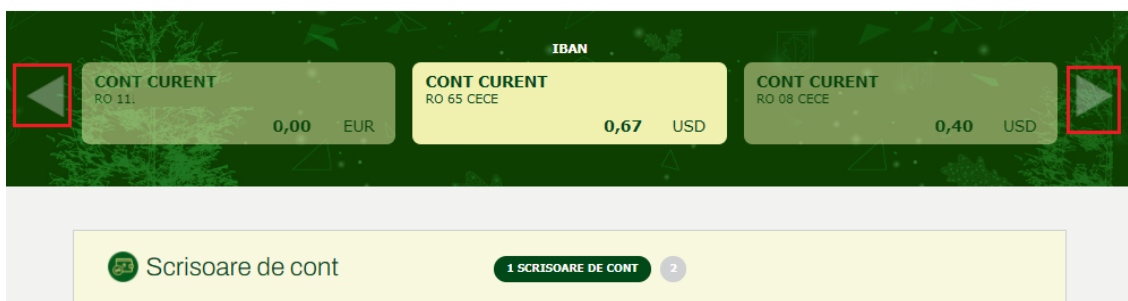 IBAN
CONT CURENT
RO 11.
0,00 EUR
CONT CURENT
RO 65 CECE
0,67 USD
CONT CURENT
RO 08 CECE
0,40 USD
Scrisoare de cont
1 SCRISOARE DE CONT
2